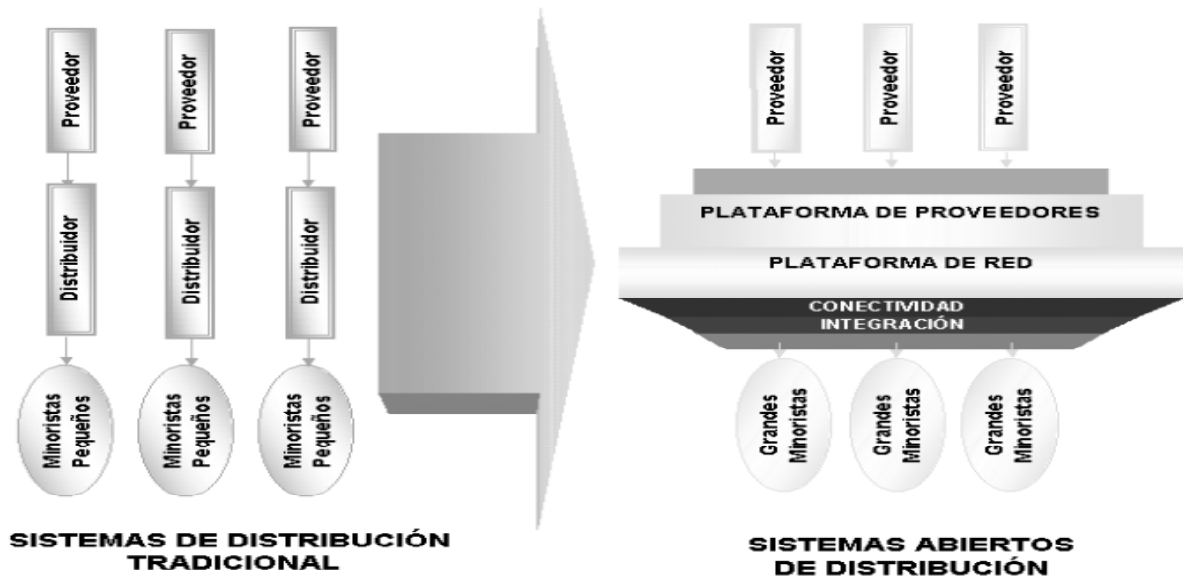 Proveedor
Proveedor
Proveedor
Distribuidor
Distribuidor
Distribuidor
Minoristas
Pequeños
Minoristas
Pequeños
Minoristas
Pequeños
SISTEMAS DE DISTRIBUCIÓN
TRADICIONAL
Proveedor
Proveedor
Proveedor
PLATAFORMA DE PROVEEDORES
PLATAFORMA DE RED
CONECTIVIDAD
INTEGRACIÓN
Grandes
Minoristas
Grandes
Minoristas
Grandes
Minoristas
SISTEMAS ABIERTOS
DE DISTRIBUCIÓN